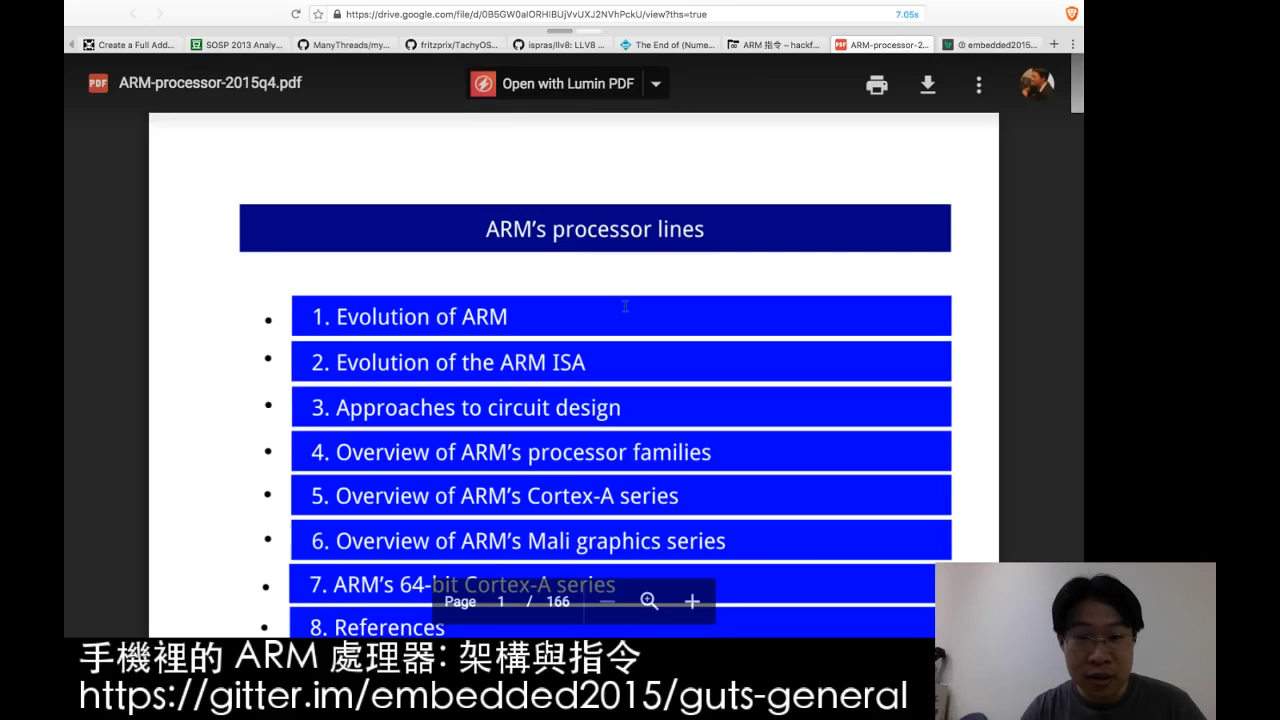 https://drive.google.com/file/d/0B5GW0aIORHIBUjVvUXJ2NVhPckU/view?ths=true
7.05s
Create a Full Add...
SOSP 2013 Analy...
ManyThreads/my...
fritzprix/TachyOS...
ispras/llv8: LLV8 ...
The End of (Nume...
ARM 指令 – hackf...
ARM-processor-2...
embedded2015...
PDF
ARM-processor-2015q4.pdf
Open with Lumin PDF
ARM's processor lines
• 1. Evolution of ARM
• 2. Evolution of the ARM ISA
• 3. Approaches to circuit design
• 4. Overview of ARM's processor families
• 5. Overview of ARM's Cortex-A series
• 6. Overview of ARM's Mali graphics series
• 7. ARM's 64-bit Cortex-A series
Page 1 / 166
• 8. References
手機裡的 ARM 處理器: 架構與指令
https://gitter.im/embedded2015/guts-general